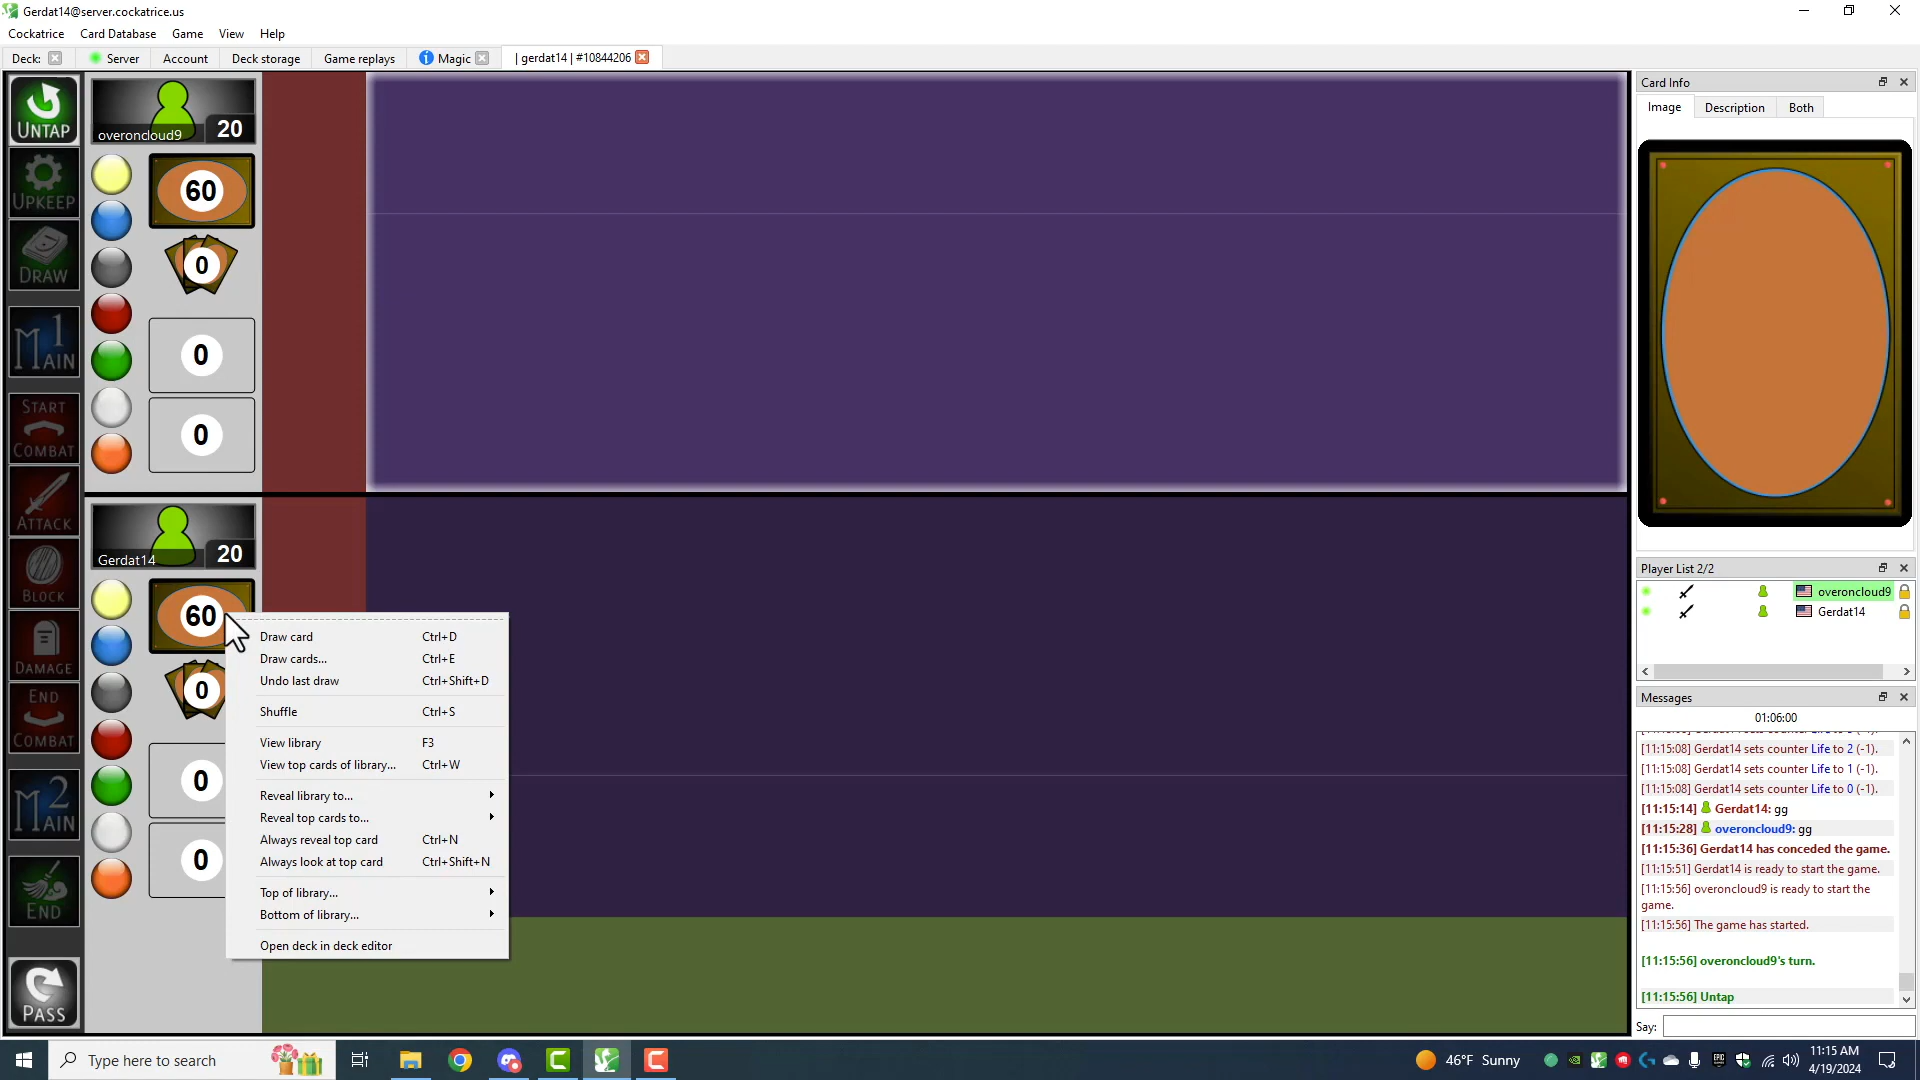 Gerdat14@server.cockatrice.us
Cockatrice Card Database Game View Help
Deck: Server Account Deck storage Game replays Magic | gerdat14 | #10844206
UNTAP
UPKEEP
DRAW
M1 MAIN
START COMBAT
ATTACK
BLOCK
DAMAGE
END COMBAT
M2 MAIN
END
PASS
overoncloud9 20
60
0
0
0
Gerdat14 20
60
0
0
0
Draw card Ctrl+D
Draw cards... Ctrl+E
Undo last draw Ctrl+Shift+D
Shuffle Ctrl+S
View library F3
View top cards of library... Ctrl+W
Reveal library to...
Reveal top cards to...
Always reveal top card Ctrl+N
Always look at top card Ctrl+Shift+N
Top of library...
Bottom of library...
Open deck in deck editor
Card Info
Image Description Both
Player List 2/2
overoncloud9
Gerdat14
Messages
01:06:00
[11:15:08] Gerdat14 sets counter Life to 2 (-1).
[11:15:08] Gerdat14 sets counter Life to 1 (-1).
[11:15:08] Gerdat14 sets counter Life to 0 (-1).
[11:15:14] Gerdat14: gg
[11:15:28] overoncloud9: gg
[11:15:36] Gerdat14 has conceded the game.
[11:15:51] Gerdat14 is ready to start the game.
[11:15:56] overoncloud9 is ready to start the
game.
[11:15:56] The game has started.
[11:15:56] overoncloud9's turn.
[11:15:56] Untap
Say:
Type here to search
46°F Sunny
11:15 AM
4/19/2024